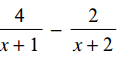 4/(x + 1) − 2/(x + 2)